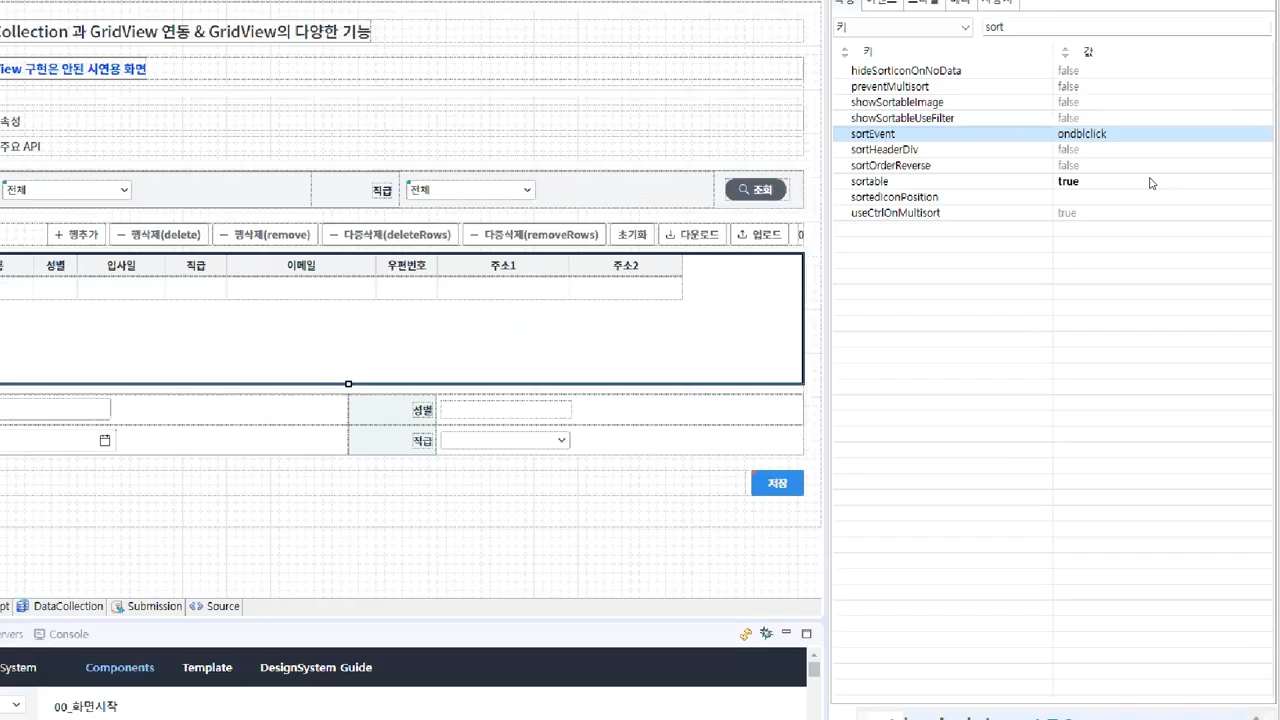 Collection 과 GridView 연동 & GridView의 다양한 기능
View 구현은 안된 시연용 화면
속성
주요 API
전체
직급
전체
조회
+ 행추가
행삭제(delete)
행삭제(remove)
다중삭제(deleteRows)
다중삭제(removeRows)
초기화
다운로드
업로드
성별
입사일
직급
이메일
우편번호
주소1
주소2
성별
직급
저장
DataCollection
Submission
Source
Console
System
Components
Template
DesignSystem Guide
00_화면시작
키
sort
키
값
hideSortIconOnNoData false
preventMultisort false
showSortableImage false
showSortableUseFilter false
sortEvent ondblclick
sortHeaderDiv false
sortOrderReverse false
sortable true
sortedIconPosition
useCtrlOnMultisort true